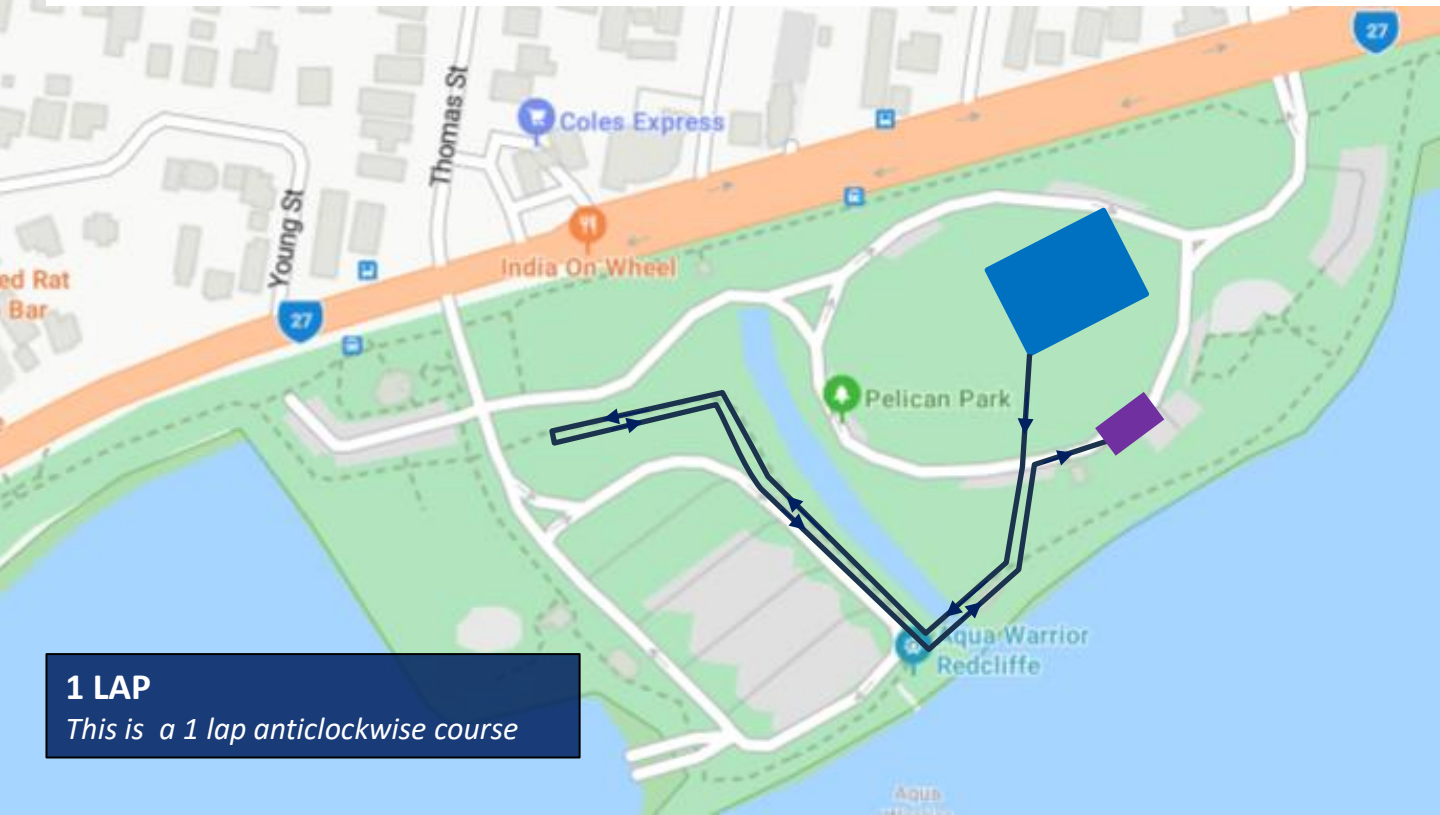 27
Thomas St
Coles Express
Young St
India On Wheel
ed Rat
Bar
27
Pelican Park
Aqua Warrior
Redcliffe
1 LAP
This is a 1 lap anticlockwise course
Aqua